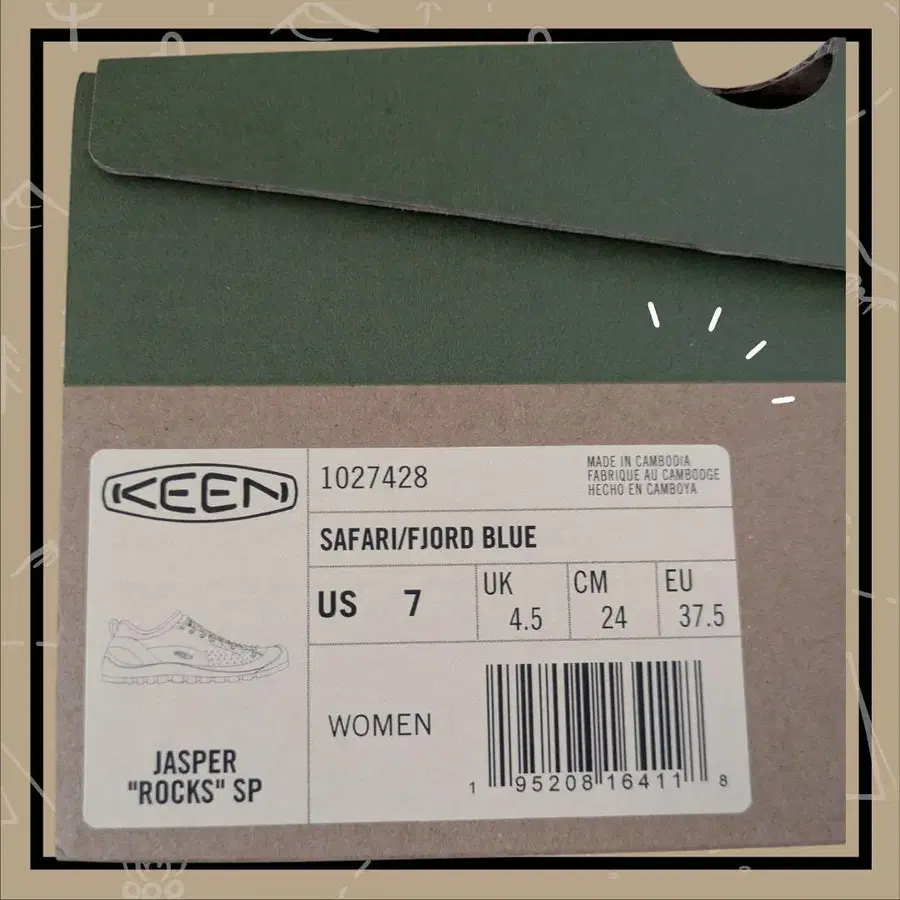 KEEN
1027428
MADE IN CAMBODIA
FABRIQUE AU CAMBODGE
HECHO EN CAMBOYA
SAFARI/FJORD BLUE
US 7
UK 4.5
CM 24
EU 37.5
WOMEN
JASPER
"ROCKS" SP
1 95208 16411 8